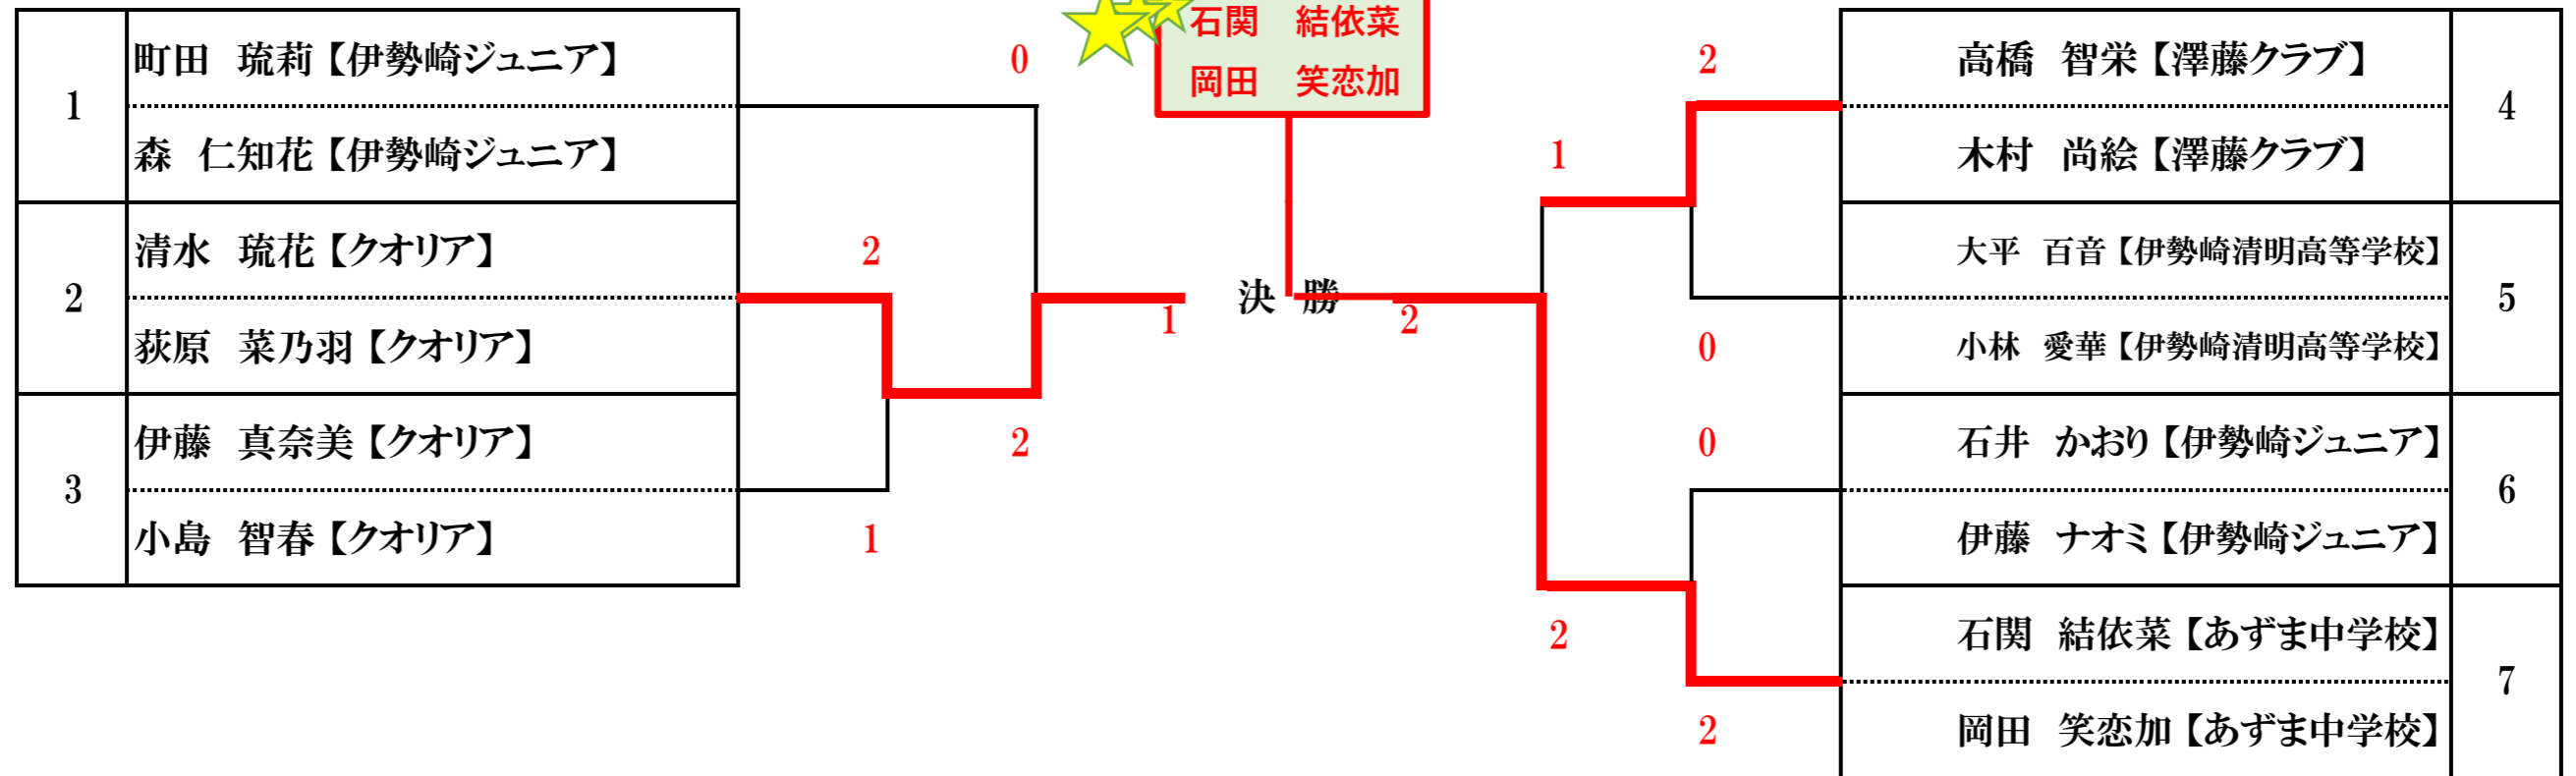 石関 結依菜
岡田 笑恋加
1
町田 琉莉【伊勢崎ジュニア】
森 仁知花【伊勢崎ジュニア】
2
清水 琉花【クオリア】
荻原 菜乃羽【クオリア】
3
伊藤 真奈美【クオリア】
小島 智春【クオリア】
0
2
2
1
1
決 勝
2
1
2
2
0
0
2
高橋 智栄【澤藤クラブ】
木村 尚絵【澤藤クラブ】
4
大平 百音【伊勢崎清明高等学校】
小林 愛華【伊勢崎清明高等学校】
5
石井 かおり【伊勢崎ジュニア】
伊藤 ナオミ【伊勢崎ジュニア】
6
石関 結依菜【あずま中学校】
岡田 笑恋加【あずま中学校】
7